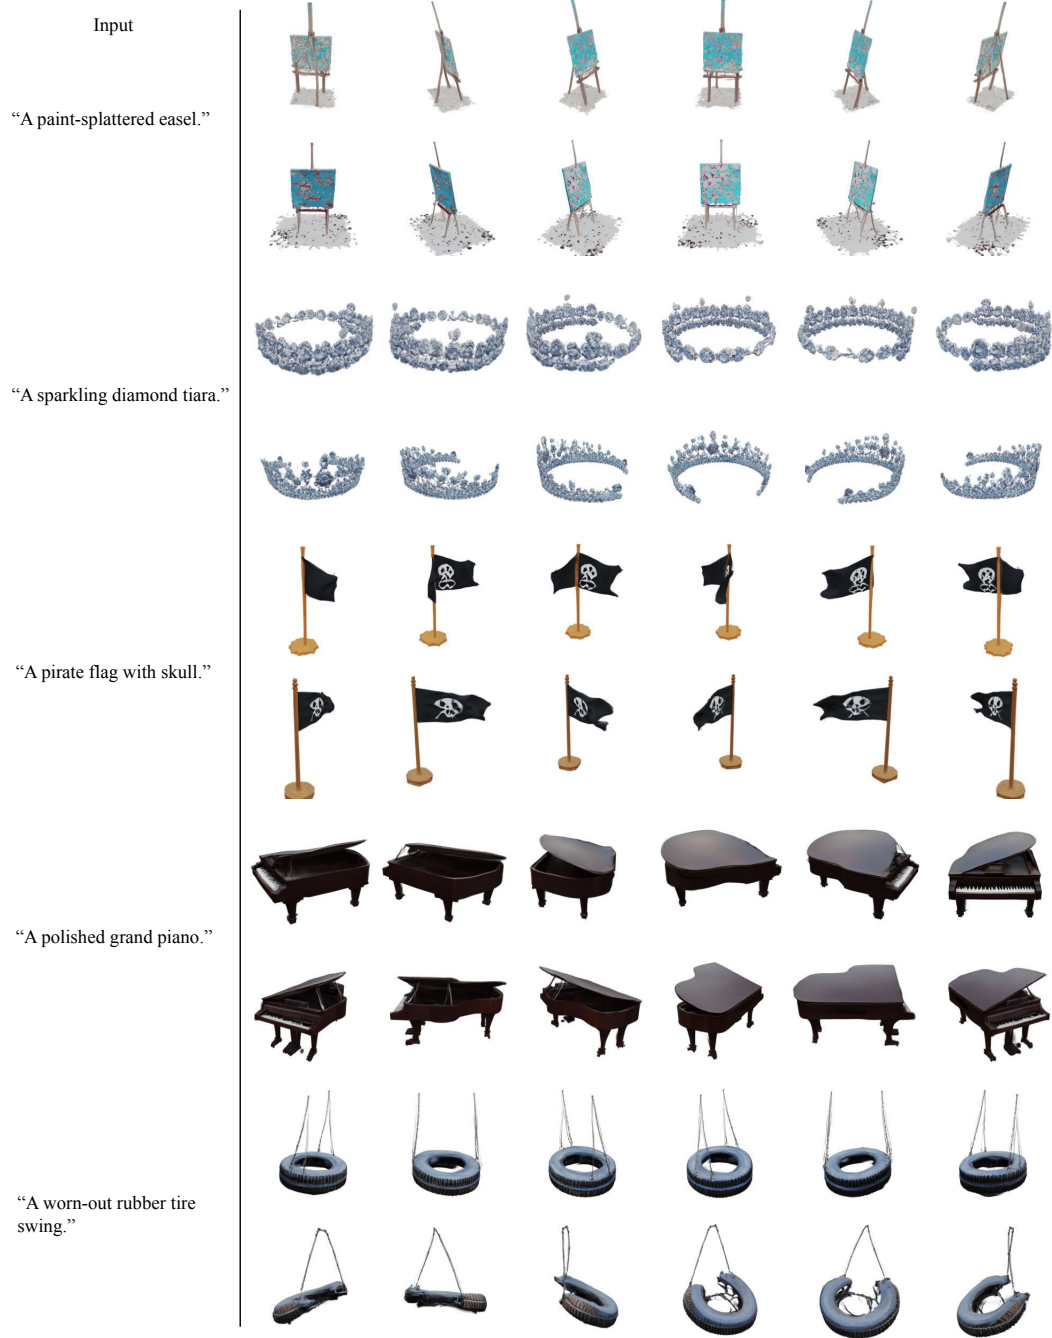 Input
“A paint-splattered easel.”
“A sparkling diamond tiara.”
“A pirate flag with skull.”
“A polished grand piano.”
“A worn-out rubber tire
swing.”